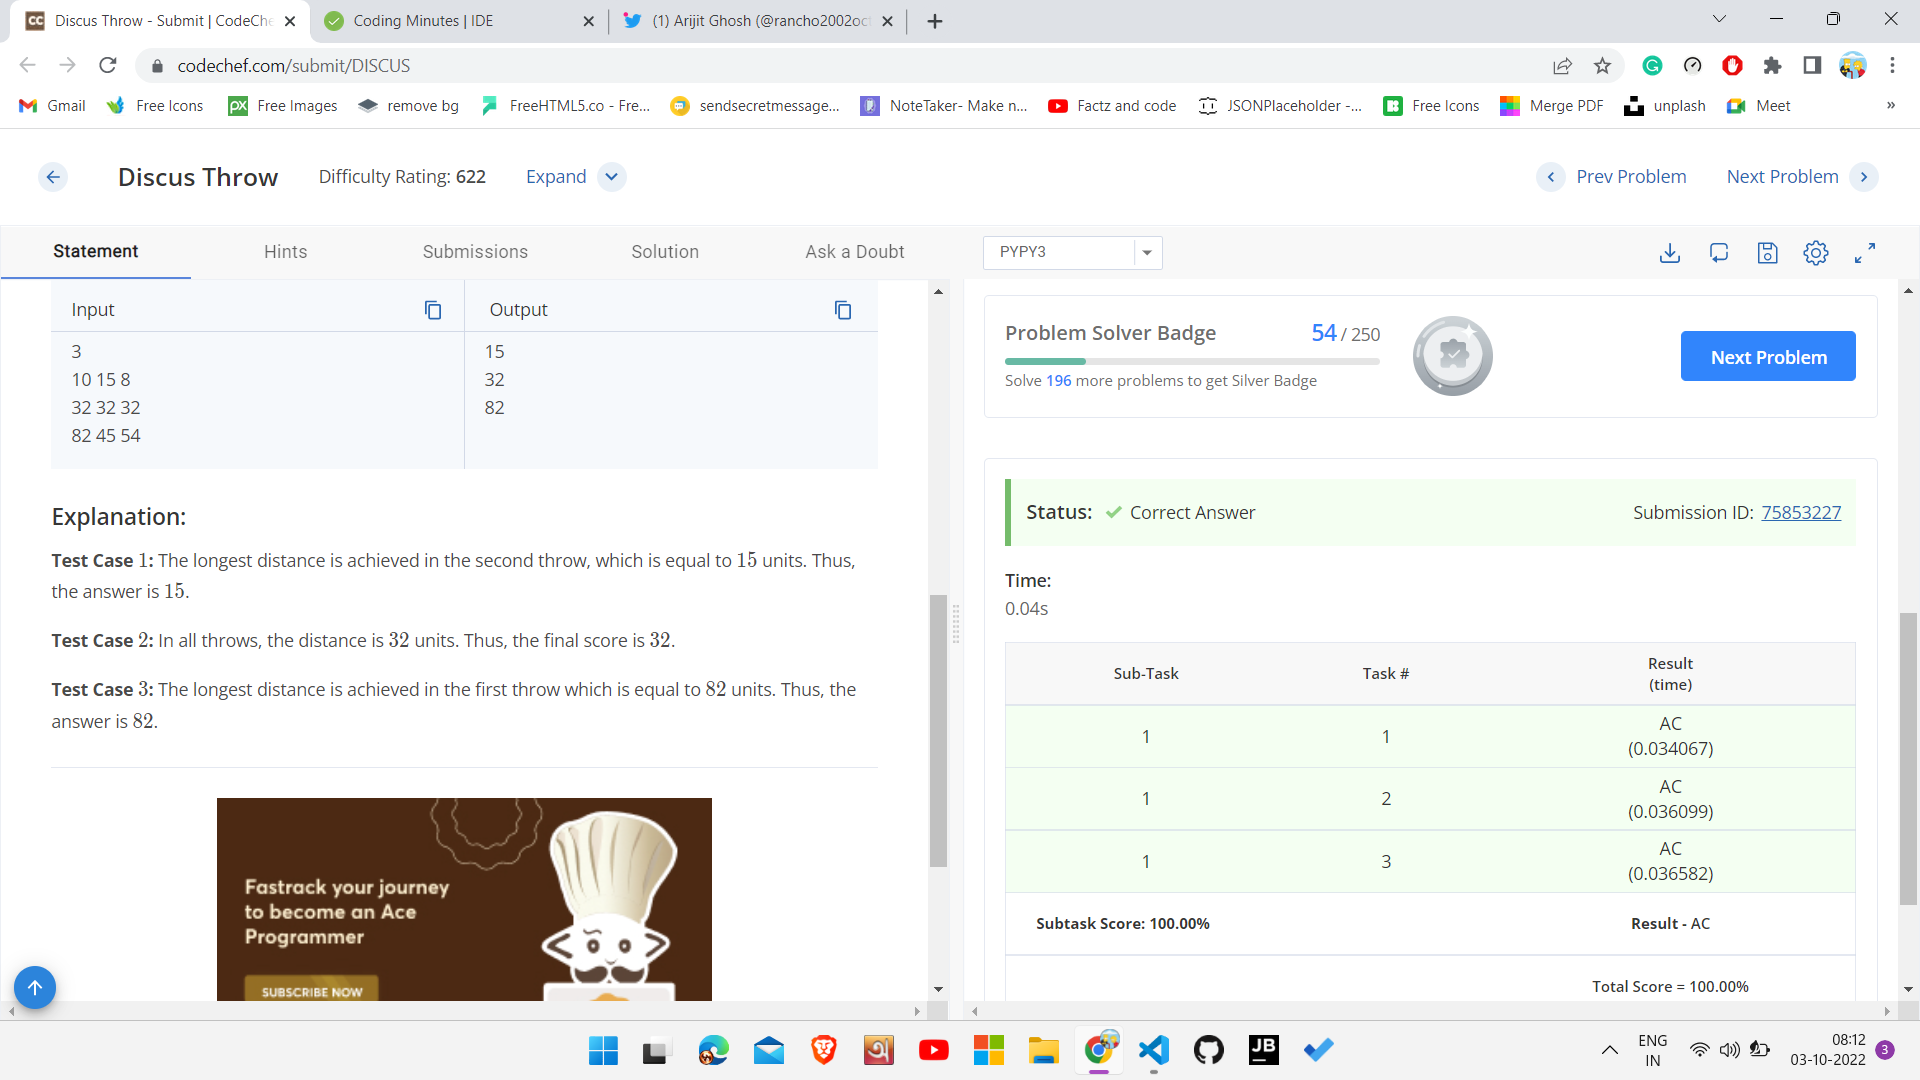 Discus Throw - Submit | CodeChe
Coding Minutes | IDE
(1) Arijit Ghosh (@rancho2002oct
codechef.com/submit/DISCUS
Gmail
Free Icons
Free Images
remove bg
FreeHTML5.co - Fre...
sendsecretmessage...
NoteTaker- Make n...
Factz and code
JSONPlaceholder -...
Free Icons
Merge PDF
unplash
Meet
»
Discus Throw
Difficulty Rating: 622
Expand
Prev Problem
Next Problem
Statement
Hints
Submissions
Solution
Ask a Doubt
PYPY3
Input
Output
3
10 15 8
32 32 32
82 45 54
15
32
82
Explanation:
Test Case 1: The longest distance is achieved in the second throw, which is equal to 15 units. Thus,
the answer is 15.
Test Case 2: In all throws, the distance is 32 units. Thus, the final score is 32.
Test Case 3: The longest distance is achieved in the first throw which is equal to 82 units. Thus, the
answer is 82.
Fastrack your journey
to become an Ace
Programmer
SUBSCRIBE NOW
Problem Solver Badge
54 / 250
Solve 196 more problems to get Silver Badge
Next Problem
Status: Correct Answer
Submission ID: 75853227
Time:
0.04s
Sub-Task
Task #
Result
(time)
1
1
AC
(0.034067)
1
2
AC
(0.036099)
1
3
AC
(0.036582)
Subtask Score: 100.00%
Result - AC
Total Score = 100.00%
ENG
IN
08:12
03-10-2022
3